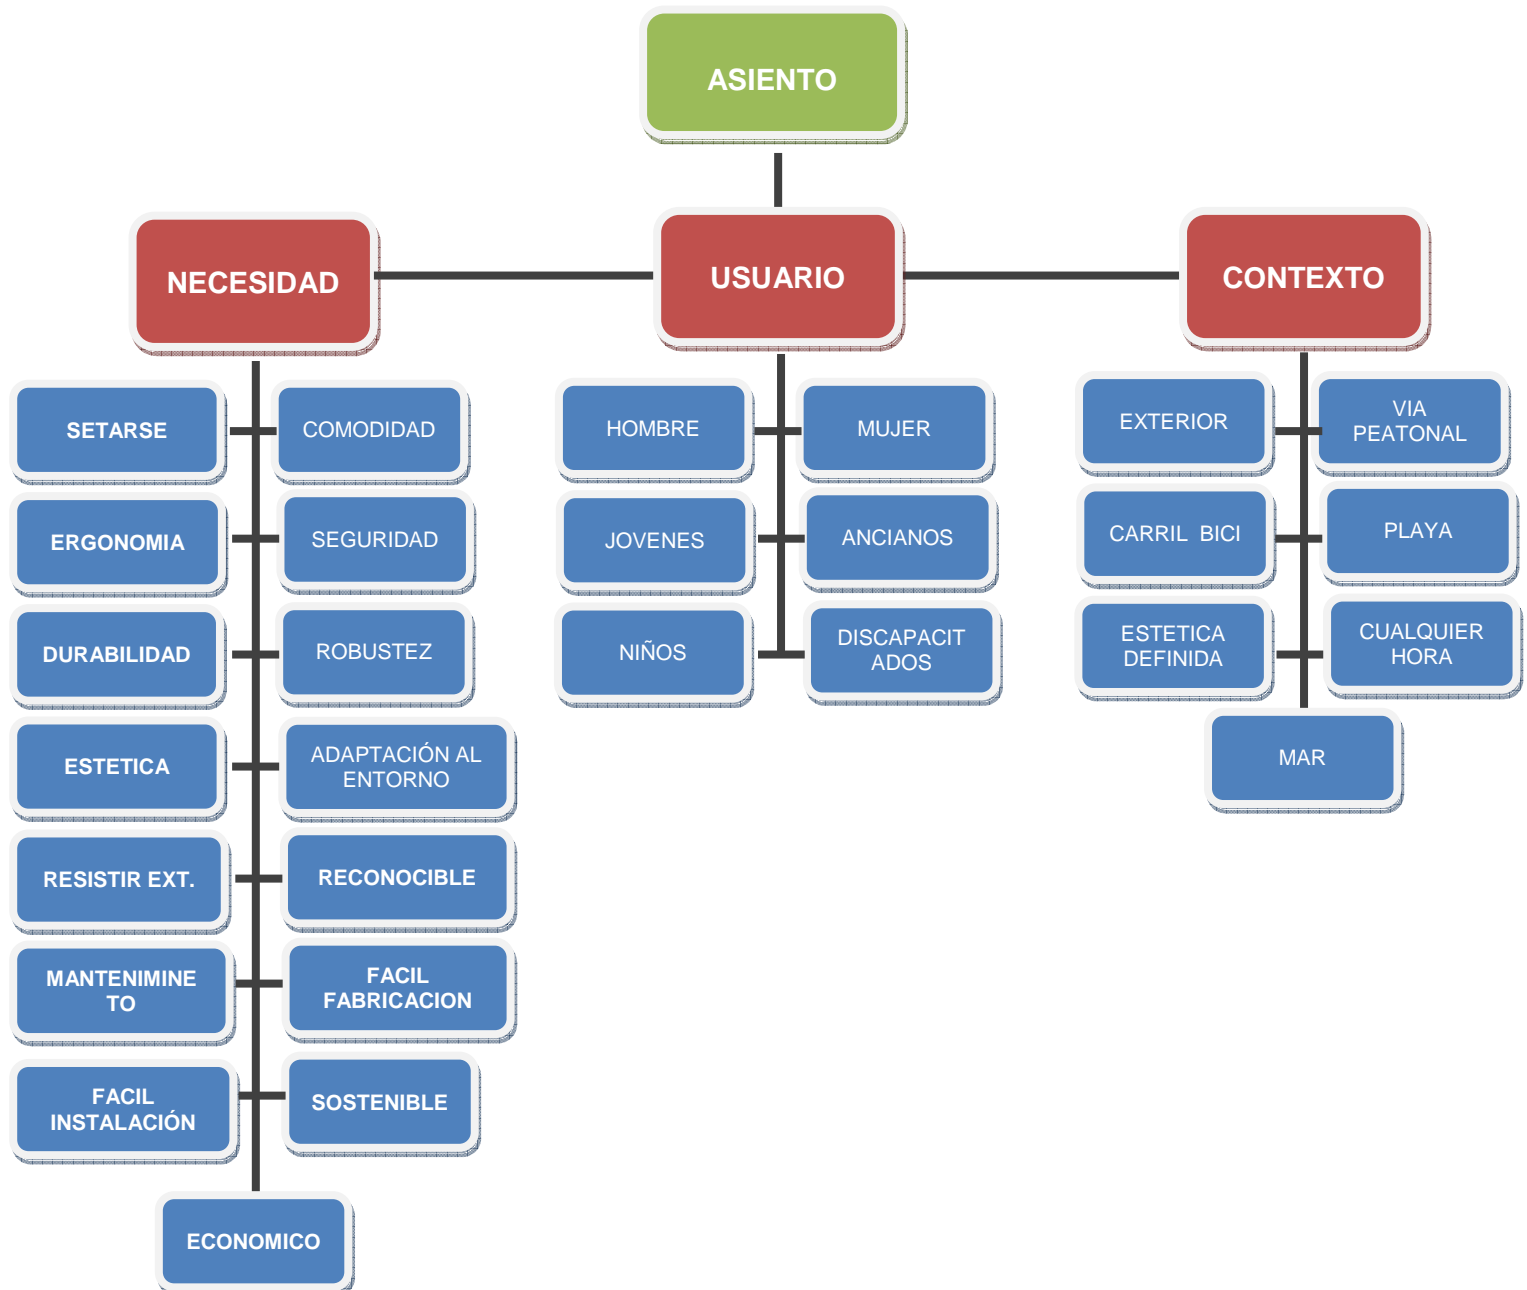 ASIENTO
NECESIDAD
USUARIO
CONTEXTO
SETARSE
COMODIDAD
ERGONOMIA
SEGURIDAD
DURABILIDAD
ROBUSTEZ
ESTETICA
ADAPTACIÓN AL
ENTORNO
RESISTIR EXT.
RECONOCIBLE
MANTENIMINE
TO
FACIL
FABRICACION
FACIL
INSTALACIÓN
SOSTENIBLE
ECONOMICO
HOMBRE
MUJER
JOVENES
ANCIANOS
NIÑOS
DISCAPACIT
ADOS
EXTERIOR
VIA
PEATONAL
CARRIL BICI
PLAYA
ESTETICA
DEFINIDA
CUALQUIER
HORA
MAR